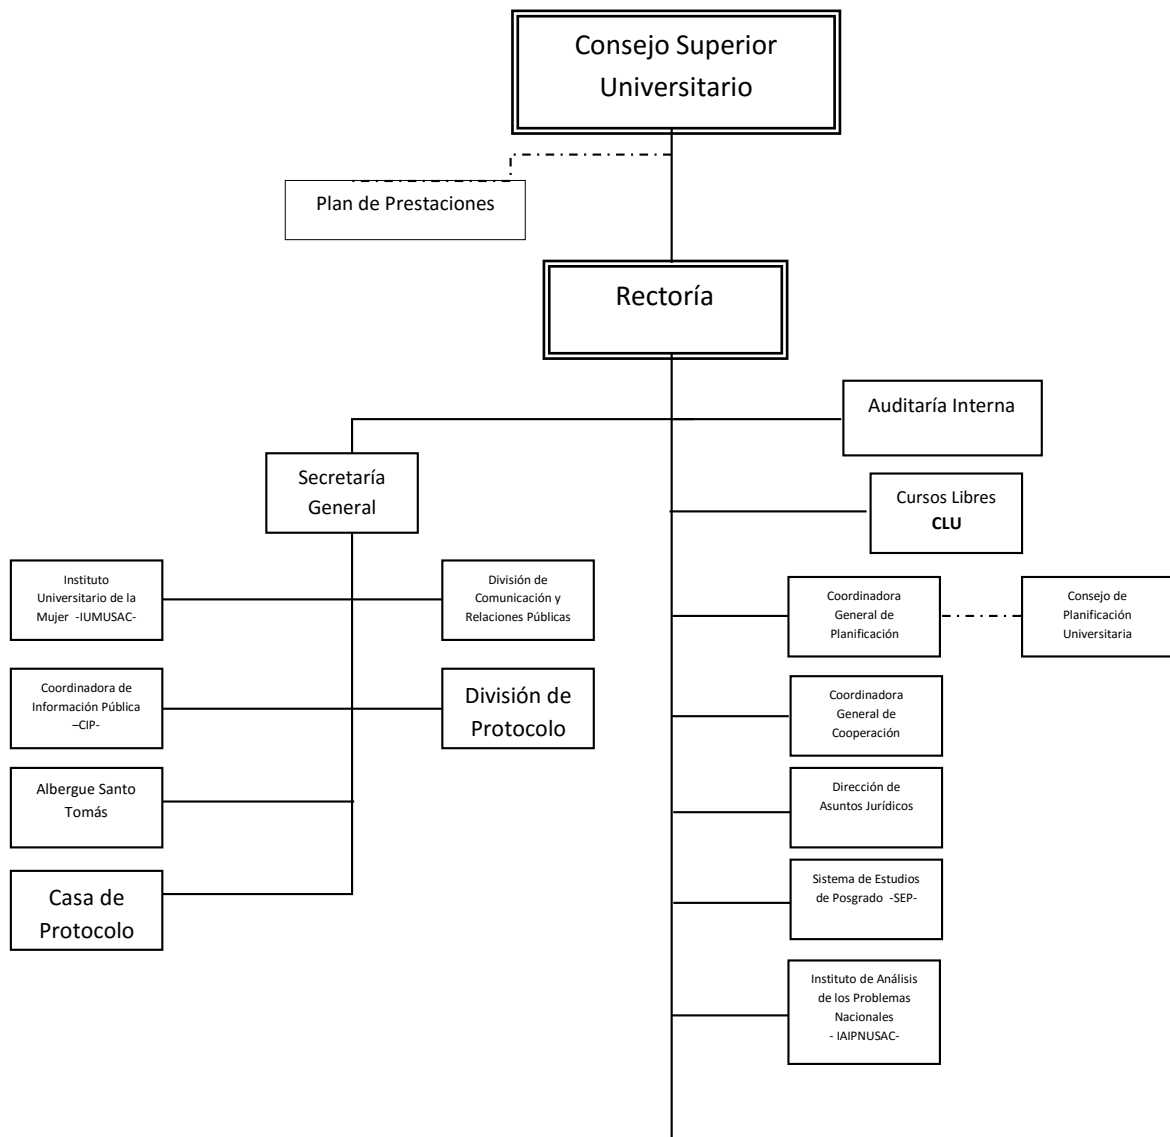 Consejo Superior
Universitario
Plan de Prestaciones
Rectoría
Auditaría Interna
Secretaría
General
Cursos Libres
CLU
Instituto
Universitario de la
Mujer -IUMUSAC-
División de
Comunicación y
Relaciones Públicas
Coordinadora
General de
Planificación
Consejo de
Planificación
Universitaria
Coordinadora de
Información Pública
–CIP-
División de
Protocolo
Coordinadora
General de
Cooperación
Albergue Santo
Tomás
Dirección de
Asuntos Jurídicos
Casa de
Protocolo
Sistema de Estudios
de Posgrado -SEP-
Instituto de Análisis
de los Problemas
Nacionales
- IAIPNUSAC-